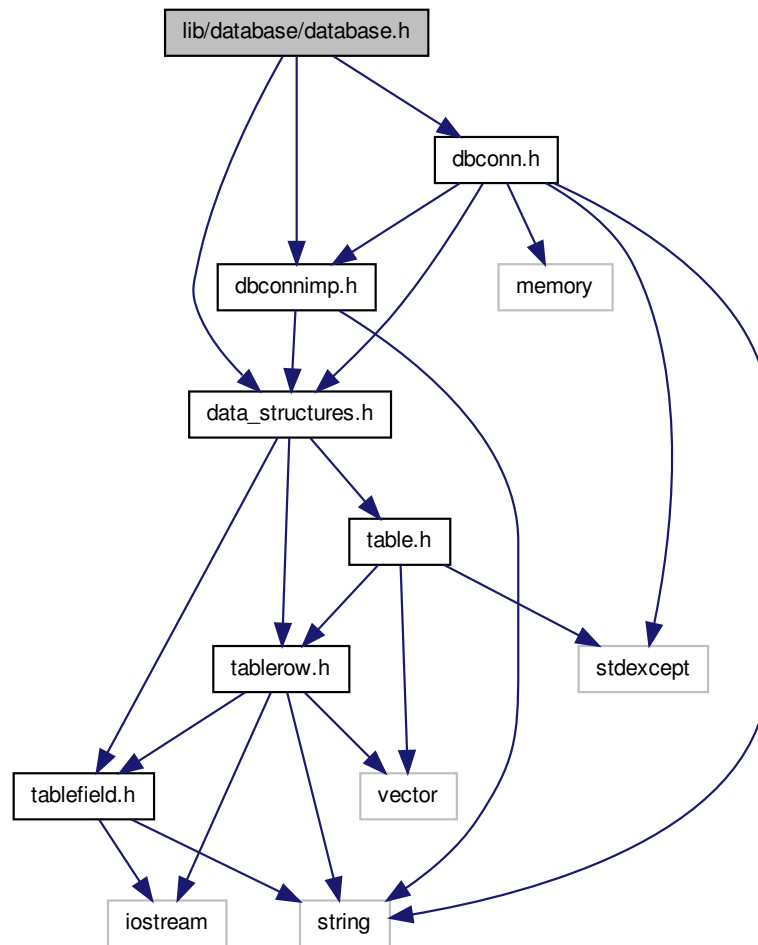 lib/database/database.h
dbconn.h
dbconnimp.h
memory
data_structures.h
table.h
tablerow.h
stdexcept
tablefield.h
vector
iostream
string